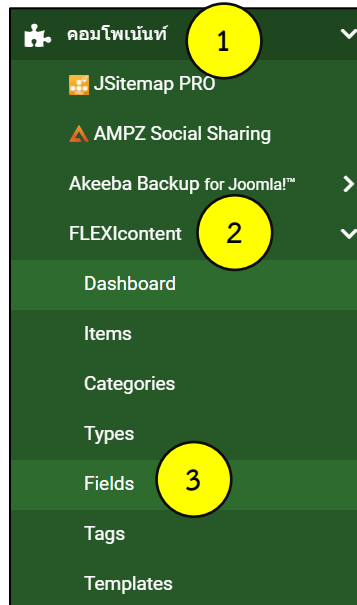 คอมโพเน้นท์ 1
JSitemap PRO
AMPZ Social Sharing
Akeeba Backup for Joomla!™
FLEXIcontent 2
Dashboard
Items
Categories
Types
Fields 3
Tags
Templates